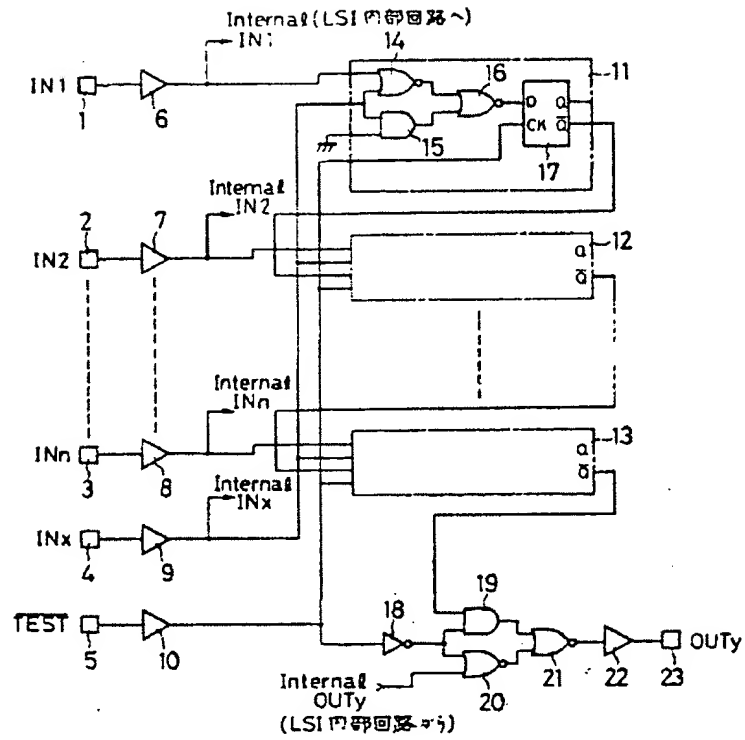 Internal (LSI内部回路へ)
IN1
14
16
11
IN1
1
6
D Q
CK Q̅
15
17
Internal
IN2
2
7
12
IN2
Q
Q̅
Internal
INn
13
INn
Q
Q̅
3
8
Internal
INx
INx
4
9
19
T̅E̅S̅T̅
18
OUTy
5
10
20
21
22
23
Internal
OUTy
(LSI内部回路から)